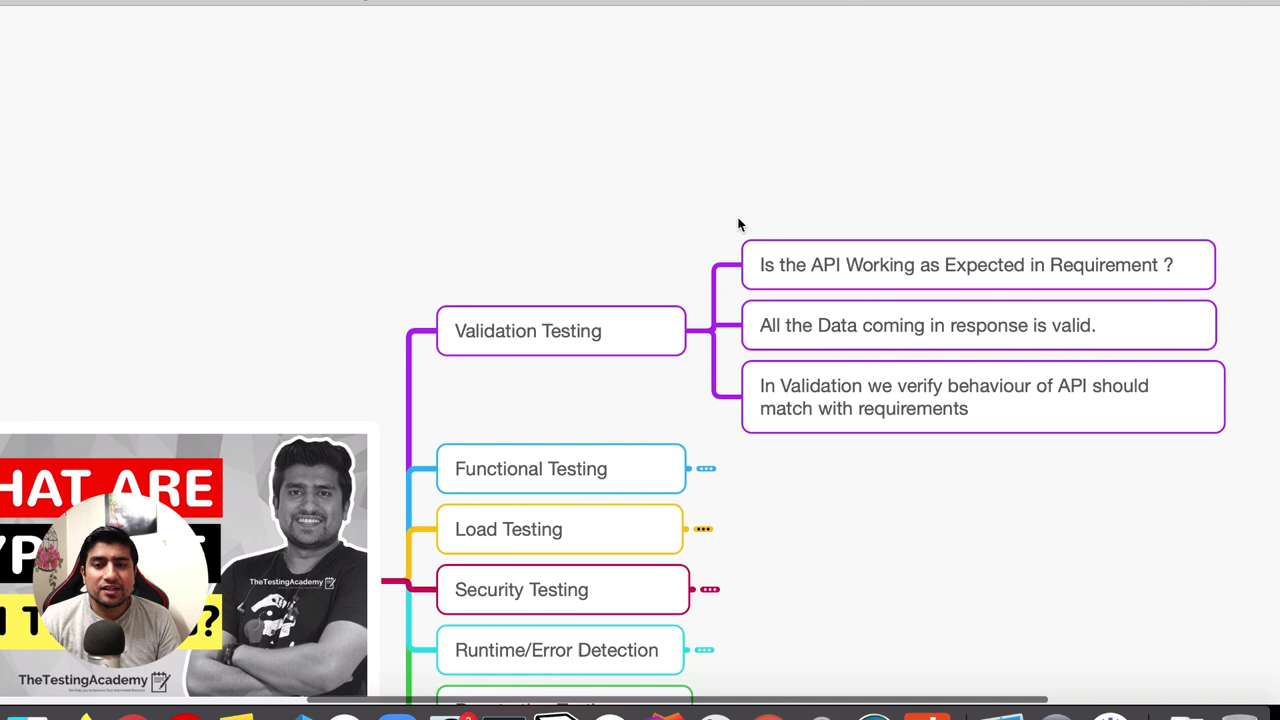 Is the API Working as Expected in Requirement ?
All the Data coming in response is valid.
In Validation we verify behaviour of API should
match with requirements
Validation Testing
Functional Testing
Load Testing
Security Testing
Runtime/Error Detection
HAT ARE
?
TheTestingAcademy
TheTestingAcademy